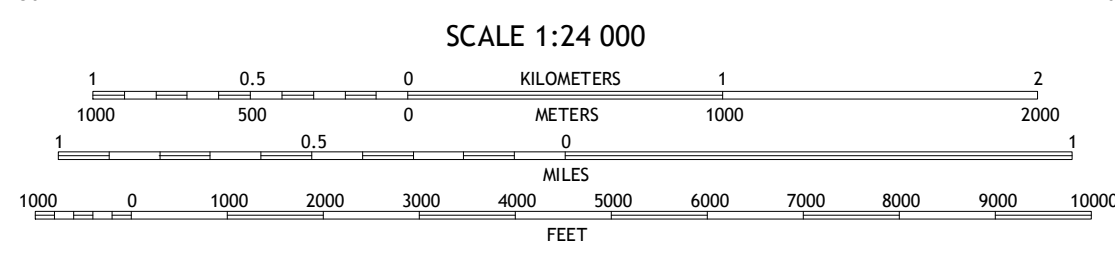 SCALE 1:24 000
1 0.5 0 KILOMETERS 1 2
1000 500 0 METERS 1000 2000
1 0.5 0 1
MILES
1000 0 1000 2000 3000 4000 5000 6000 7000 8000 9000 10000
FEET